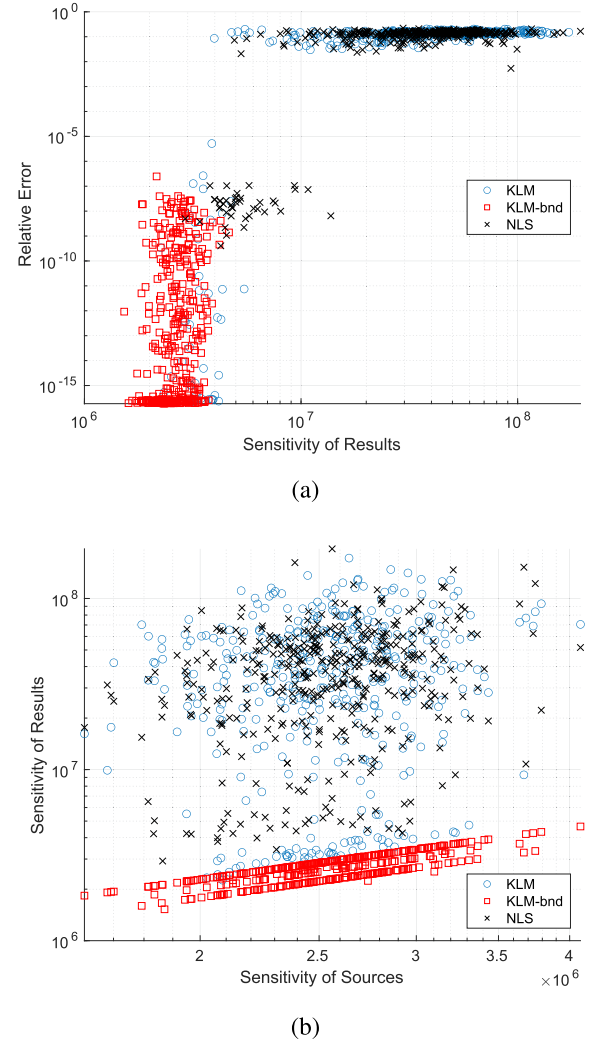 10^0
10^-5
10^-10
10^-15
Relative Error
KLM
KLM-bnd
NLS
10^6
10^7
10^8
Sensitivity of Results
(a)
10^8
10^7
10^6
Sensitivity of Results
KLM
KLM-bnd
NLS
2
2.5
3
3.5
4
Sensitivity of Sources
×10^6
(b)